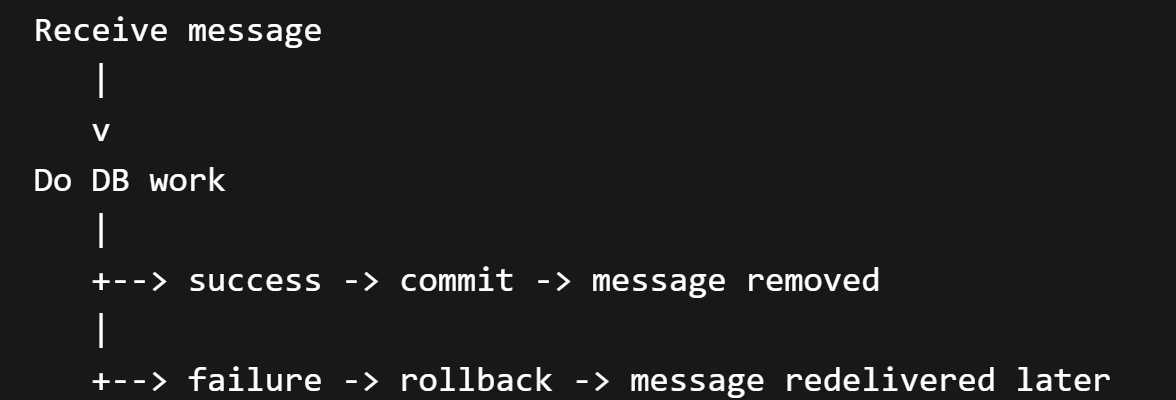 Receive message
   |
   v
Do DB work
   |
   +--> success -> commit -> message removed
   |
   +--> failure -> rollback -> message redelivered later